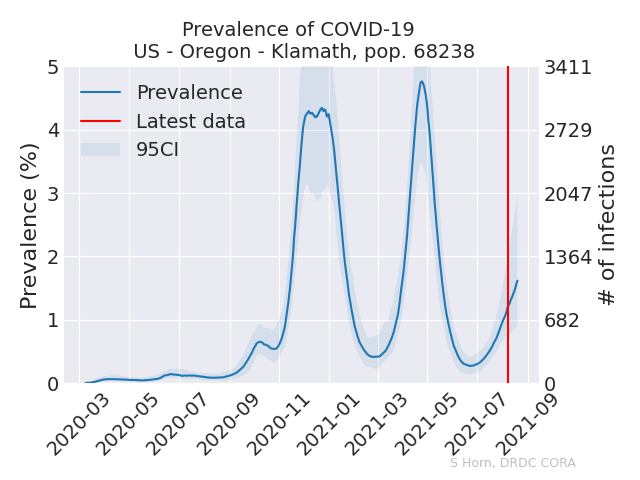 Prevalence of COVID-19
US - Oregon - Klamath, pop. 68238
Prevalence
Latest data
95CI
Prevalence (%)
5
4
3
2
1
0
3411
2729
2047
1364
682
0
# of infections
2020-03
2020-05
2020-07
2020-09
2020-11
2021-01
2021-03
2021-05
2021-07
2021-09
S Horn, DRDC CORA